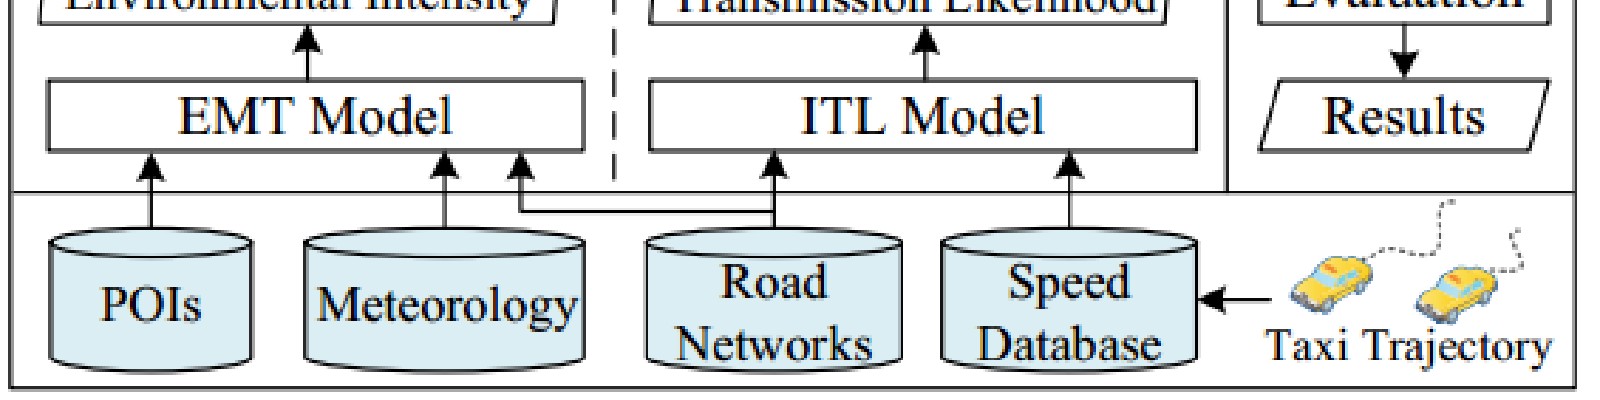 Environmental Intensity
Transmission Likelihood
Evaluation
EMT Model
ITL Model
Results
POIs
Meteorology
Road
Networks
Speed
Database
Taxi Trajectory